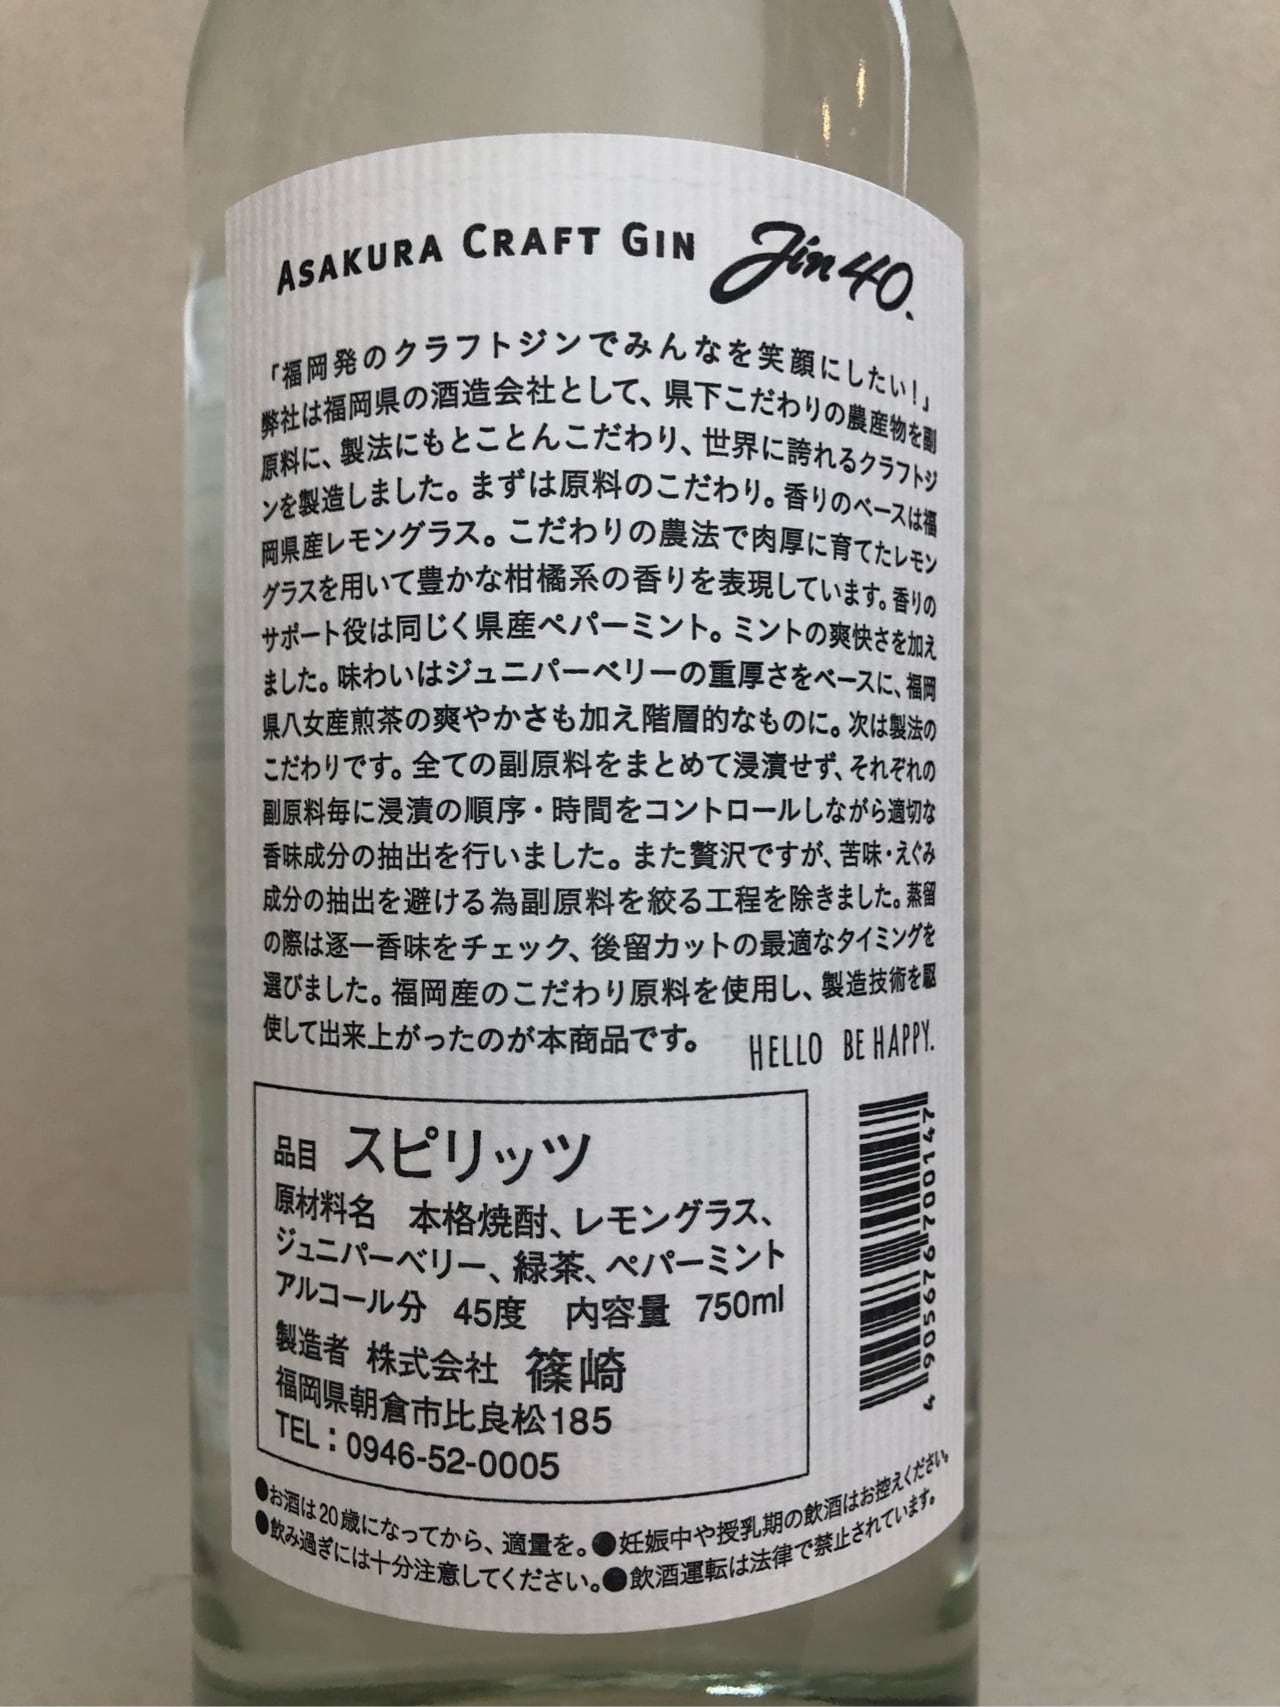 ASAKURA CRAFT GIN Jin40.
「福岡発のクラフトジンでみんなを笑顔にしたい！」
弊社は福岡県の酒造会社として、県下こだわりの農産物を副
原料に、製法にもとことんこだわり、世界に誇れるクラフトジ
ンを製造しました。まずは原料のこだわり。香りのベースは福
岡県産レモングラス。こだわりの農法で肉厚に育てたレモン
グラスを用いて豊かな柑橘系の香りを表現しています。香りの
サポート役は同じく県産ペパーミント。ミントの爽快さを加え
ました。味わいはジュニパーベリーの重厚さをベースに、福岡
県八女産煎茶の爽やかさも加え階層的なものに。次は製法の
こだわりです。全ての副原料をまとめて浸漬せず、それぞれの
副原料毎に浸漬の順序・時間をコントロールしながら適切な
香味成分の抽出を行いました。また贅沢ですが、苦味・えぐみ
成分の抽出を避ける為副原料を絞る工程を除きました。蒸留
の際は逐一香味をチェック、後留カットの最適なタイミングを
選びました。福岡産のこだわり原料を使用し、製造技術を駆
使して出来上がったのが本商品です。 HELLO BE HAPPY.
品目 スピリッツ
原材料名 本格焼酎、レモングラス、
ジュニパーベリー、緑茶、ペパーミント
アルコール分 45度 内容量 750ml
製造者 株式会社 篠崎
福岡県朝倉市比良松185
TEL：0946-52-0005
4905676700147
●お酒は20歳になってから、適量を。●妊娠中や授乳期の飲酒はお控えください。
●飲み過ぎには十分注意してください。●飲酒運転は法律で禁止されています。